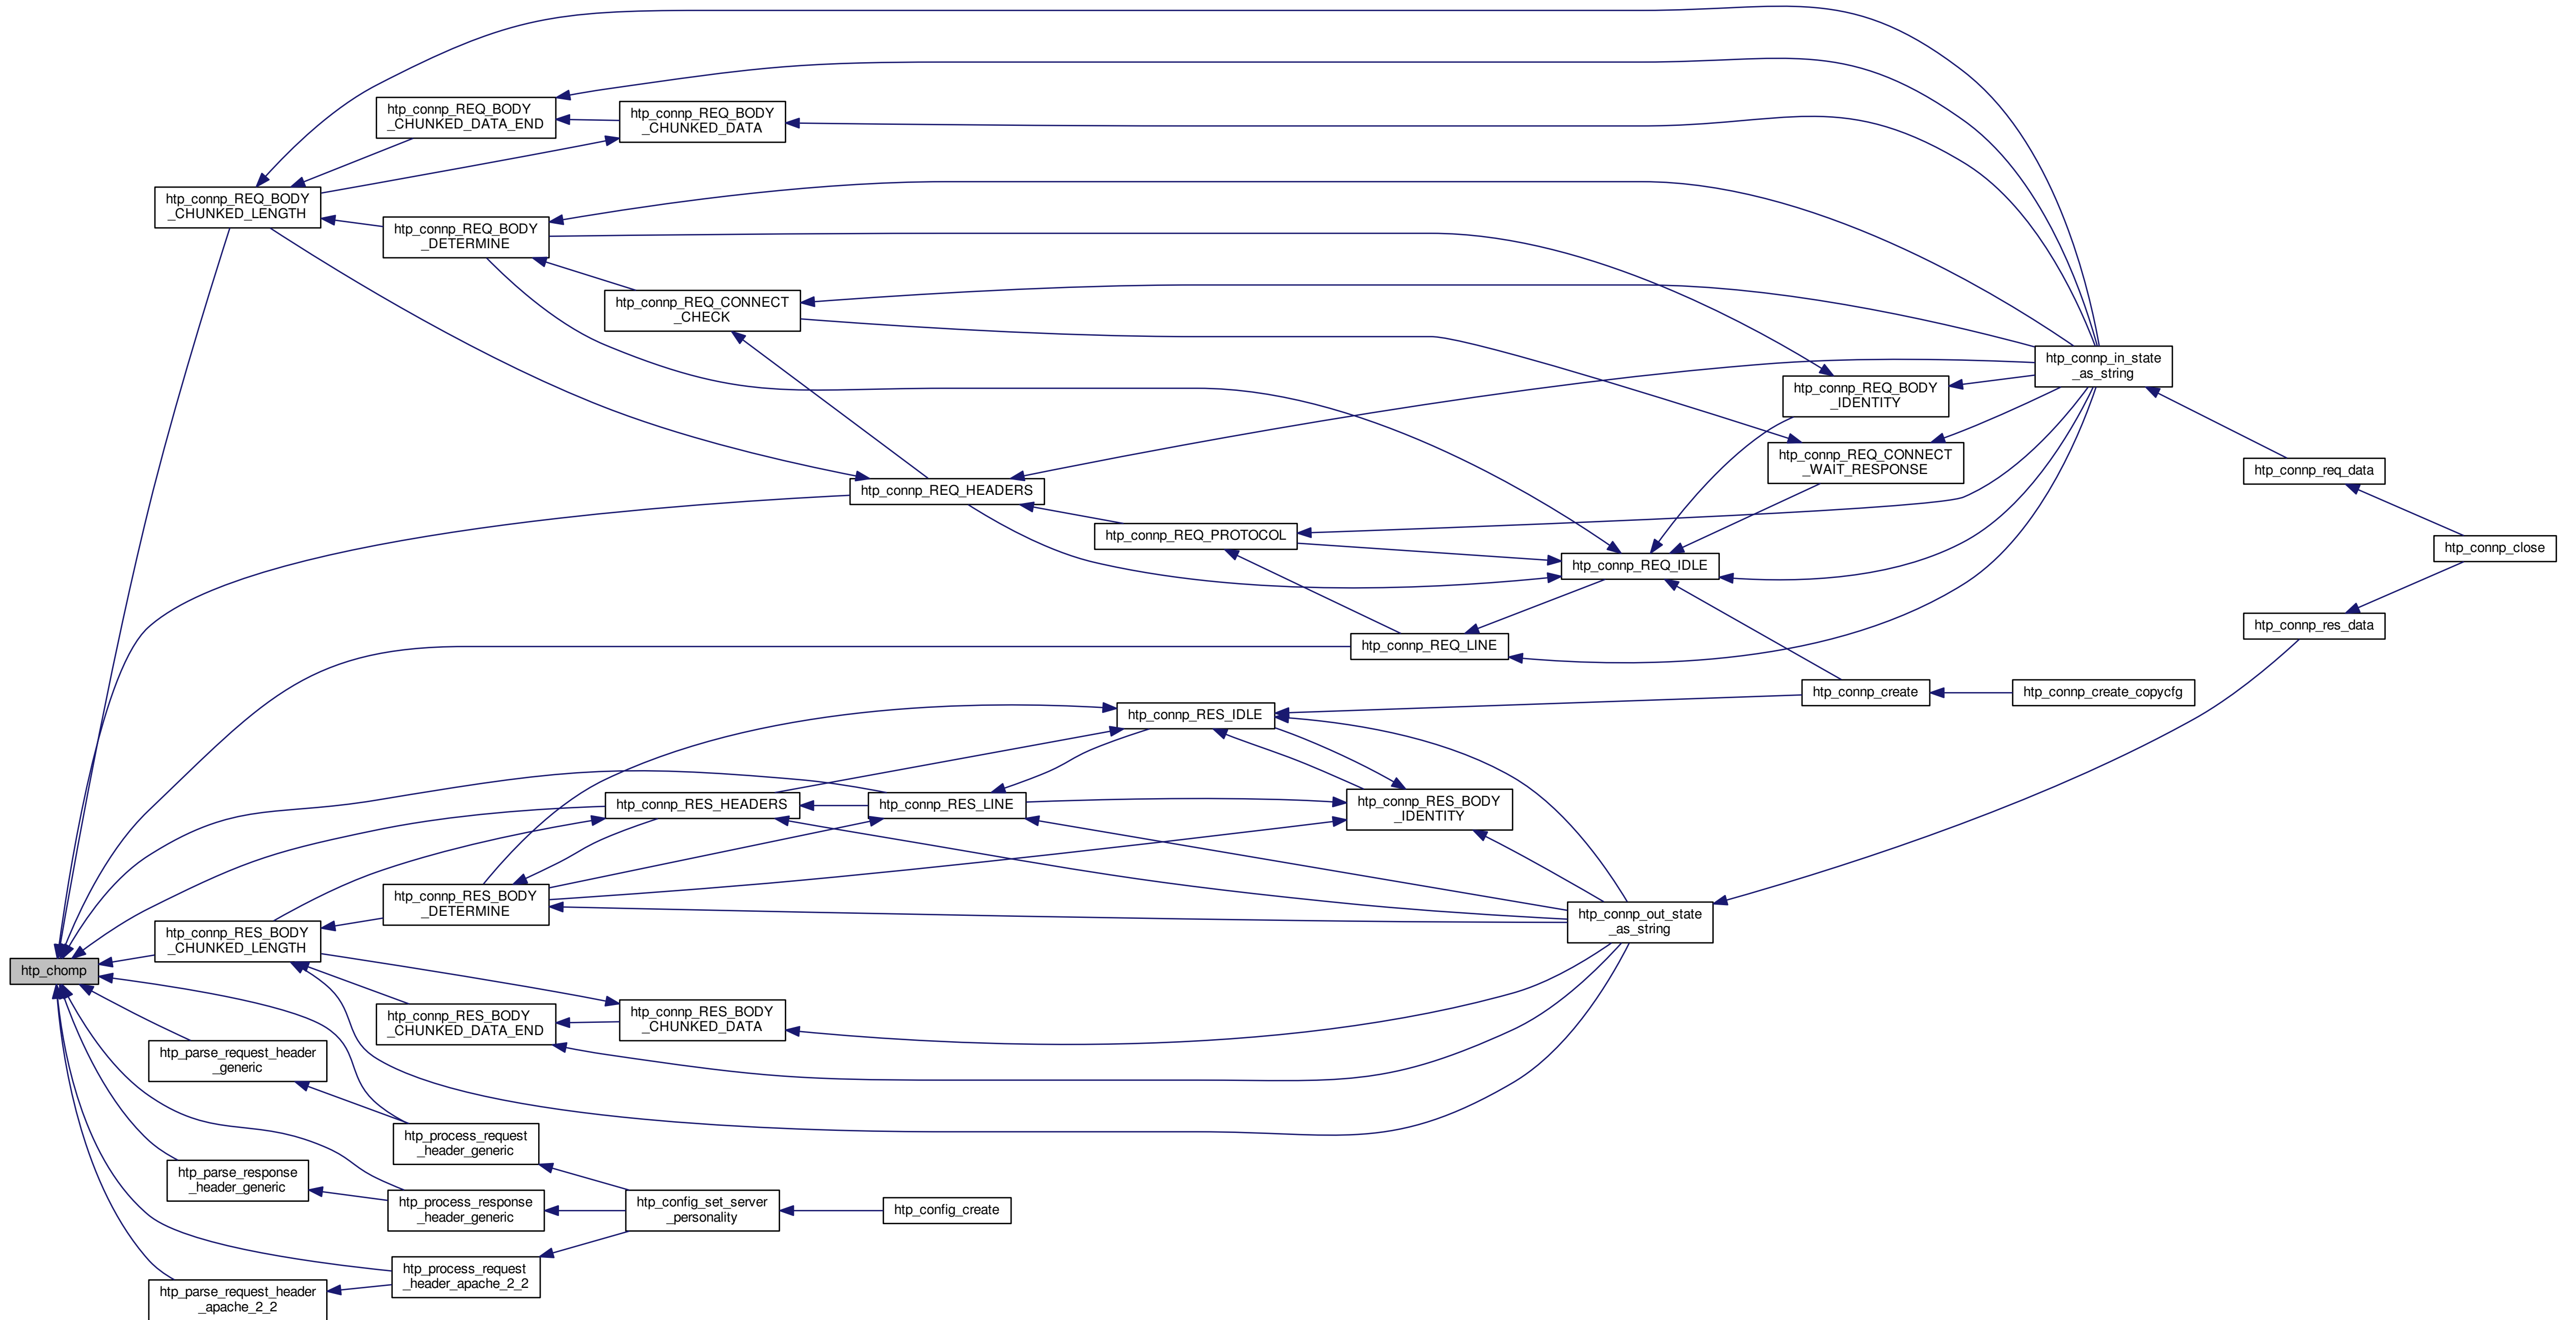 htp_connp_REQ_BODY
_CHUNKED_DATA_END
htp_connp_REQ_BODY
_CHUNKED_DATA
htp_connp_REQ_BODY
_CHUNKED_LENGTH
htp_connp_REQ_BODY
_DETERMINE
htp_connp_REQ_CONNECT
_CHECK
htp_connp_in_state
_as_string
htp_connp_REQ_BODY
_IDENTITY
htp_connp_REQ_CONNECT
_WAIT_RESPONSE
htp_connp_req_data
htp_connp_REQ_HEADERS
htp_connp_REQ_PROTOCOL
htp_connp_close
htp_connp_REQ_IDLE
htp_connp_res_data
htp_connp_REQ_LINE
htp_connp_create
htp_connp_create_copycfg
htp_connp_RES_IDLE
htp_connp_RES_HEADERS
htp_connp_RES_LINE
htp_connp_RES_BODY
_IDENTITY
htp_connp_RES_BODY
_DETERMINE
htp_connp_out_state
_as_string
htp_connp_RES_BODY
_CHUNKED_LENGTH
htp_chomp
htp_connp_RES_BODY
_CHUNKED_DATA_END
htp_connp_RES_BODY
_CHUNKED_DATA
htp_parse_request_header
_generic
htp_process_request
_header_generic
htp_parse_response
_header_generic
htp_process_response
_header_generic
htp_config_set_server
_personality
htp_config_create
htp_process_request
_header_apache_2_2
htp_parse_request_header
_apache_2_2